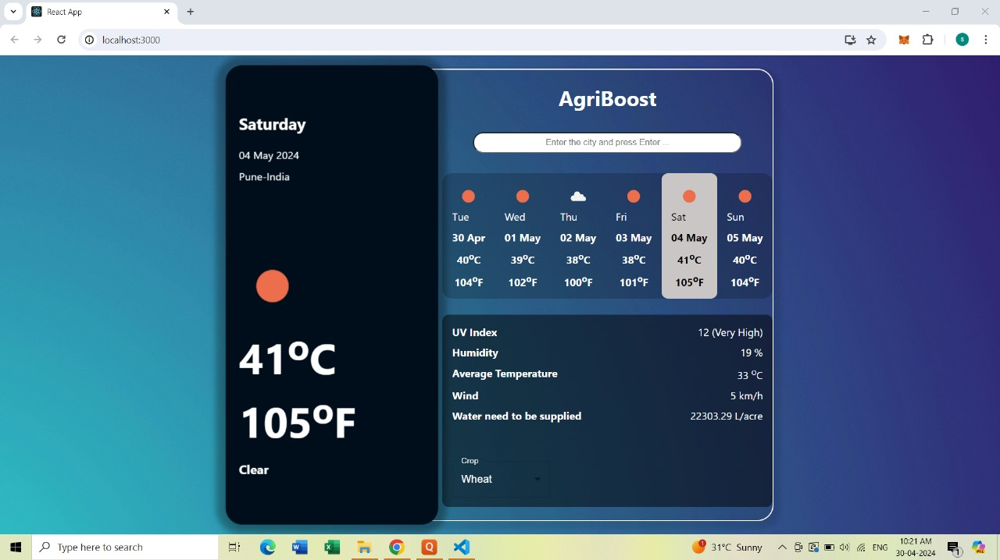 React App
localhost:3000
S
Saturday
04 May 2024
Pune-India
41°C
105°F
Clear
AgriBoost
Enter the city and press Enter ...
Tue Wed Thu Fri Sat Sun
30 Apr 01 May 02 May 03 May 04 May 05 May
40°C 39°C 38°C 38°C 41°C 40°C
104°F 102°F 100°F 101°F 105°F 104°F
UV Index 12 (Very High)
Humidity 19 %
Average Temperature 33 °C
Wind 5 km/h
Water need to be supplied 22303.29 L/acre
Crop
Wheat
Type here to search
1
31°C Sunny
ENG
10:21 AM
30-04-2024
1